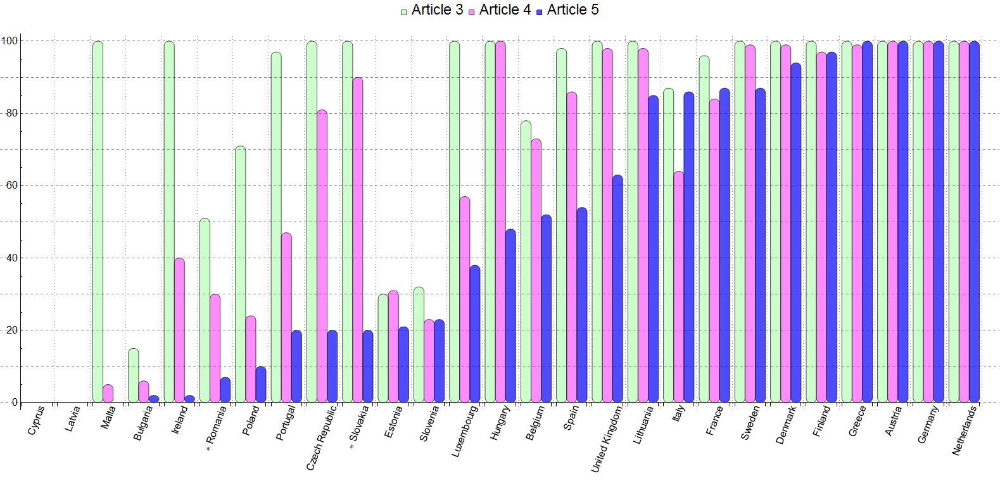 Article 3 Article 4 Article 5
100
80
60
40
20
0
Cyprus
Latvia
Malta
Bulgaria
Ireland
* Romania
Poland
Portugal
Czech Republic
* Slovakia
Estonia
Slovenia
Luxembourg
Hungary
Belgium
Spain
United Kingdom
Lithuania
Italy
France
Sweden
Denmark
Finland
Greece
Austria
Germany
Netherlands